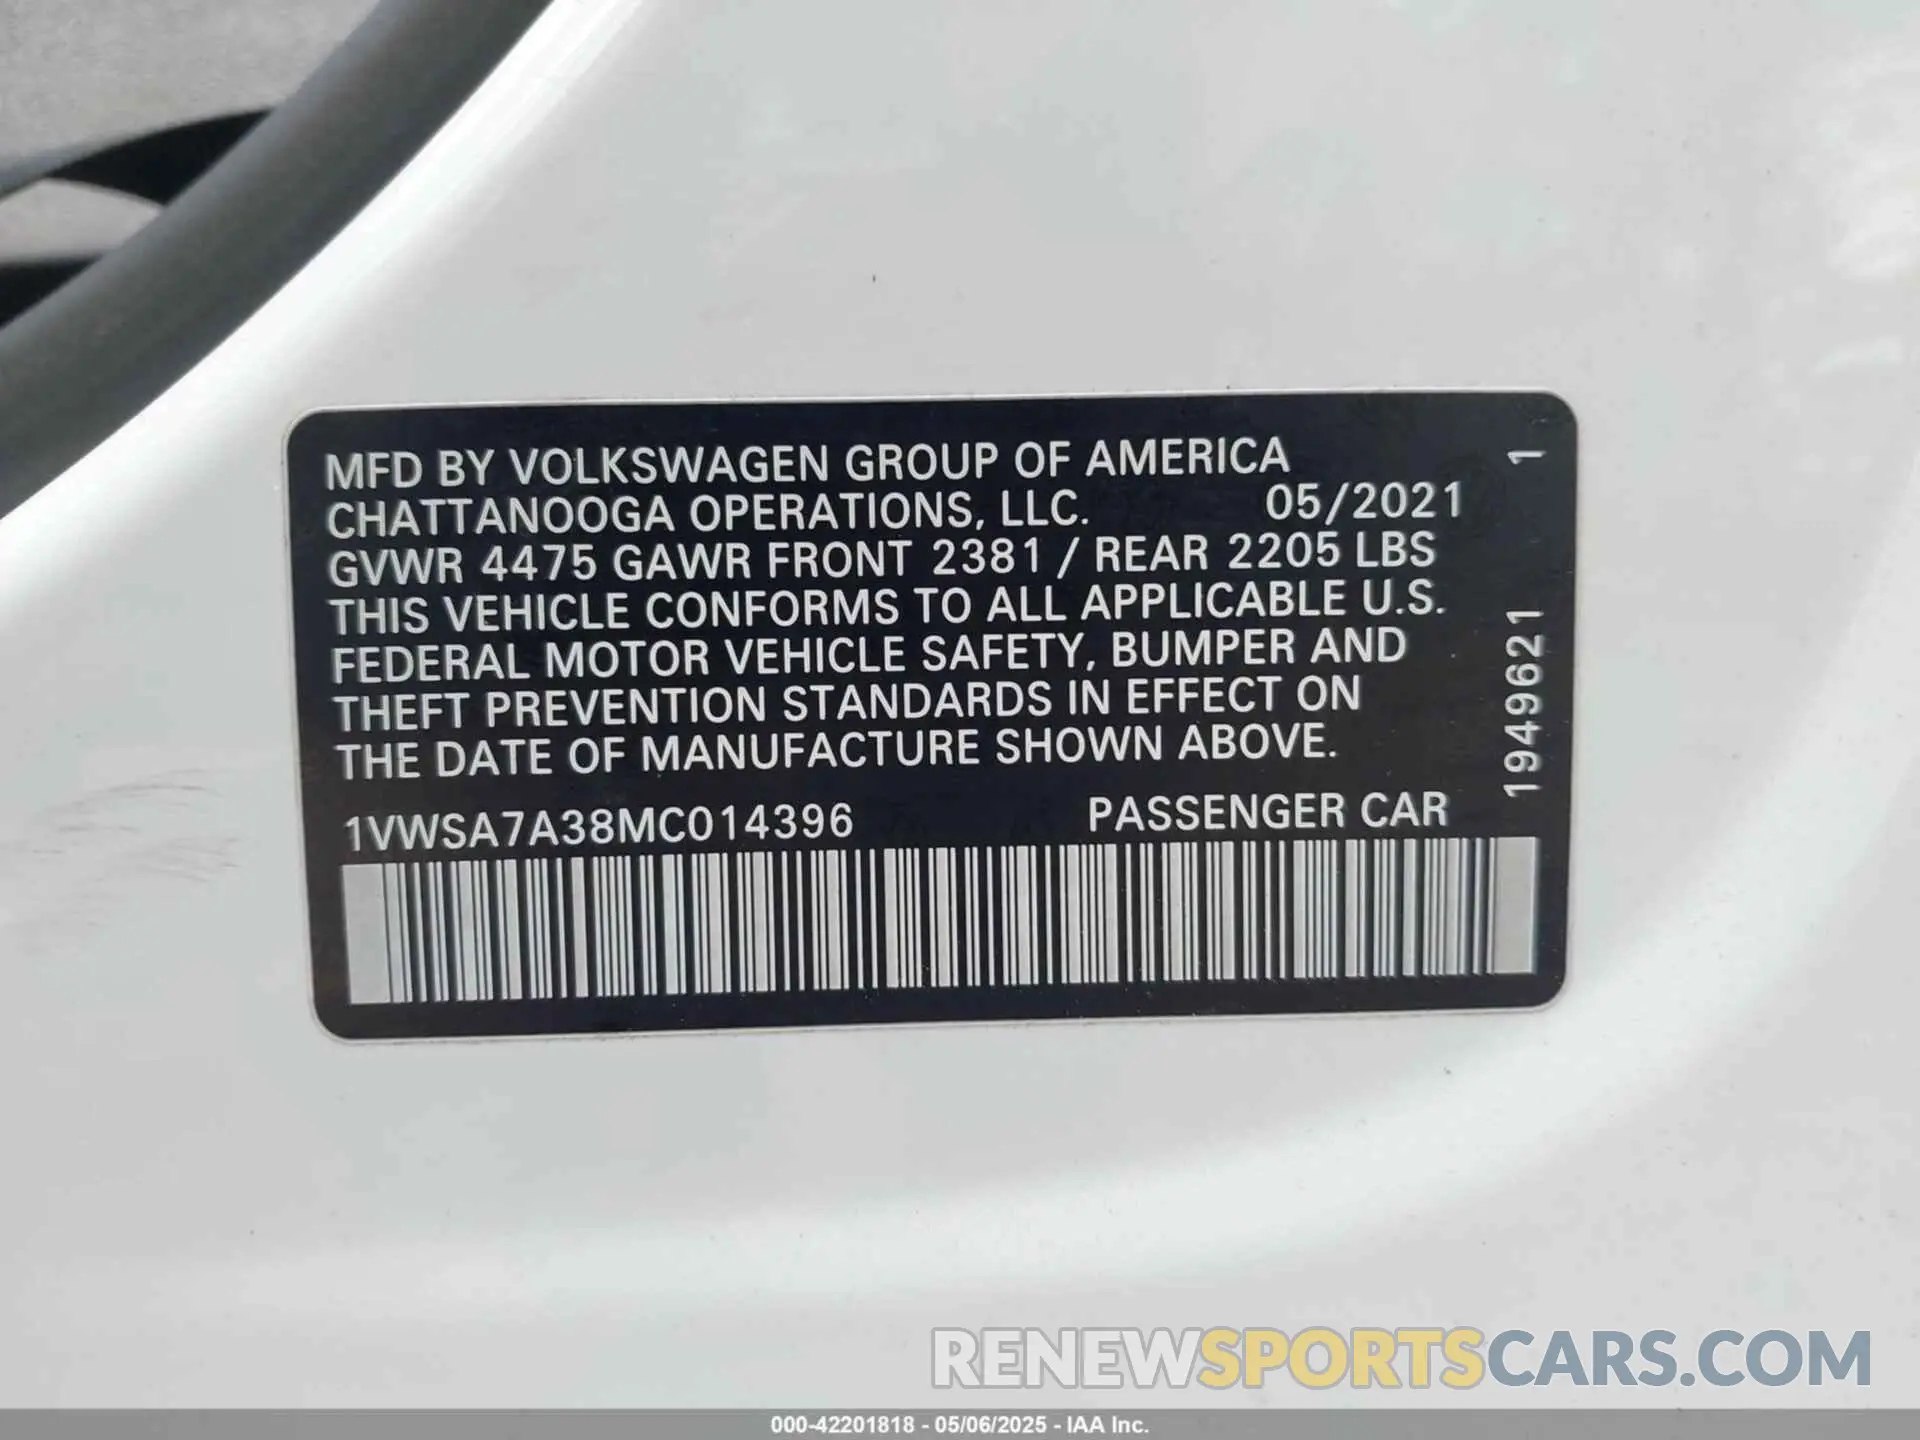 MFD BY VOLKSWAGEN GROUP OF AMERICA
CHATTANOOGA OPERATIONS, LLC. 05/2021
GVWR 4475 GAWR FRONT 2381 / REAR 2205 LBS
THIS VEHICLE CONFORMS TO ALL APPLICABLE U.S.
FEDERAL MOTOR VEHICLE SAFETY, BUMPER AND
THEFT PREVENTION STANDARDS IN EFFECT ON
THE DATE OF MANUFACTURE SHOWN ABOVE.
1VWSA7A38MC014396 PASSENGER CAR
1949621 1
RENEWSPORTSCARS.COM
000-42201818 - 05/06/2025 - IAA Inc.